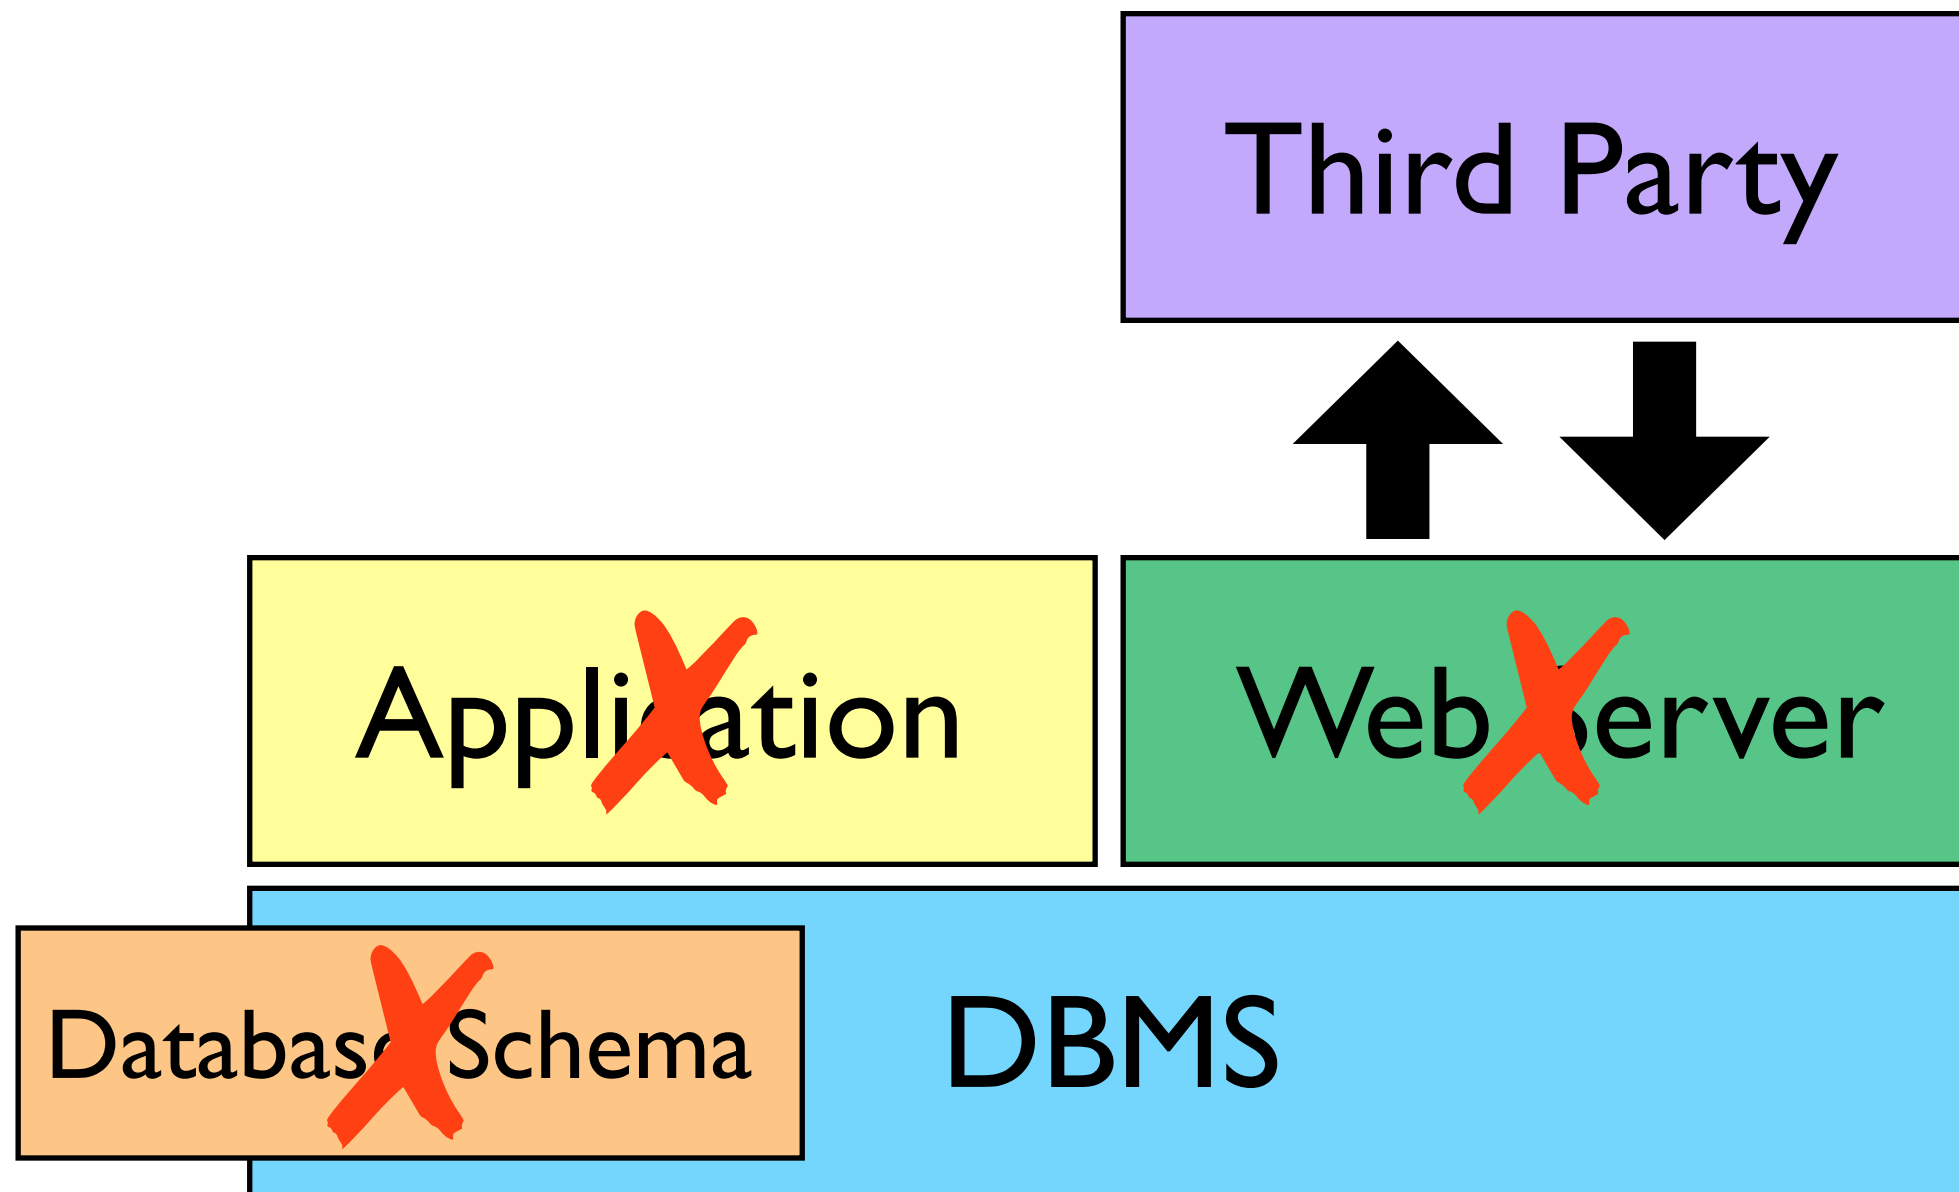 Third Party
Application
Web Server
Database Schema
DBMS